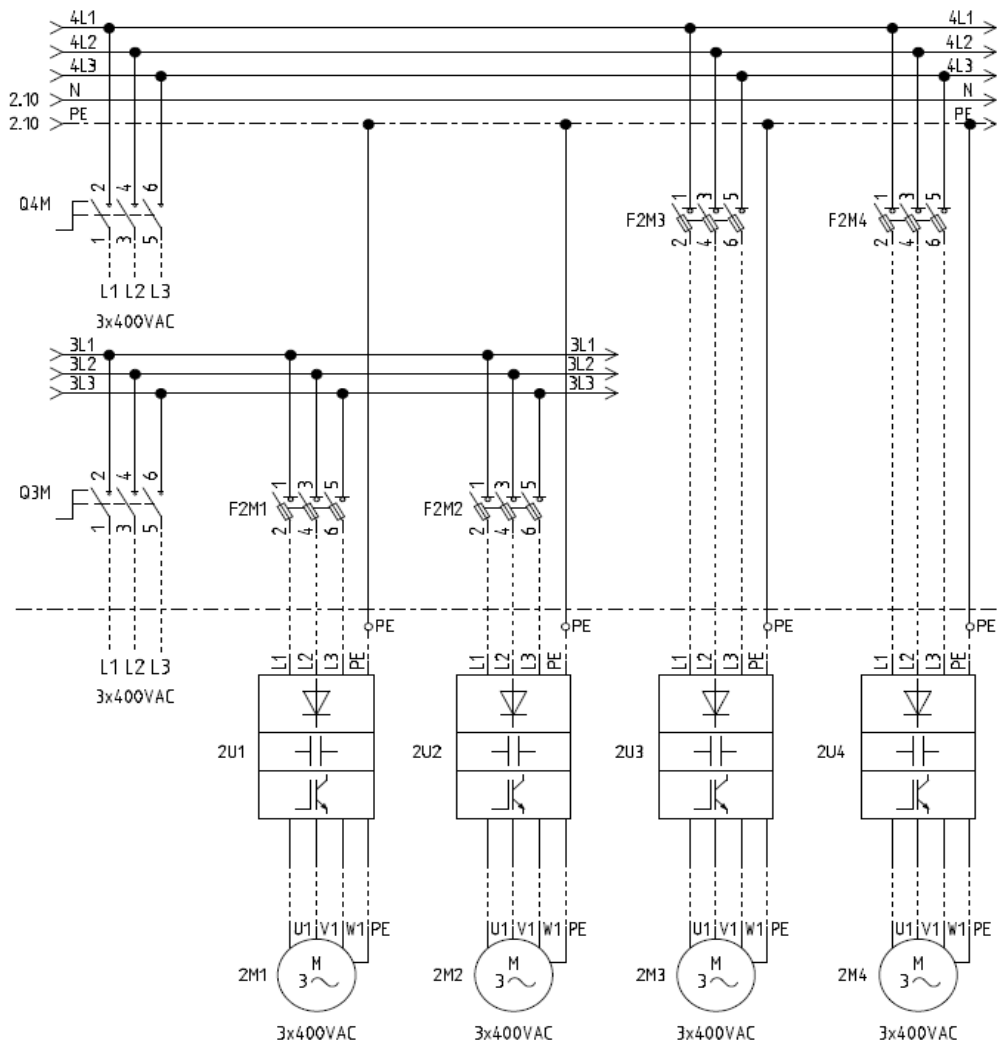 4L1 4L1
4L2 4L2
4L3 4L3
2.10 N N
2.10 PE PE
Q4M 2 4 6
1 3 5
F2M3 1 3 5
2 4 6
F2M4 1 3 5
2 4 6
L1 L2 L3
3x400VAC
3L1 3L1
3L2 3L2
3L3 3L3
Q3M 2 4 6
1 3 5
F2M1 1 3 5
2 4 6
F2M2 1 3 5
2 4 6
PE PE PE PE
L1 L2 L3
3x400VAC
L1 L2 L3 PE L1 L2 L3 PE L1 L2 L3 PE L1 L2 L3 PE
2U1 2U2 2U3 2U4
U1 V1 W1 PE U1 V1 W1 PE U1 V1 W1 PE U1 V1 W1 PE
2M1 M 3 2M2 M 3 2M3 M 3 2M4 M 3
3x400VAC 3x400VAC 3x400VAC 3x400VAC